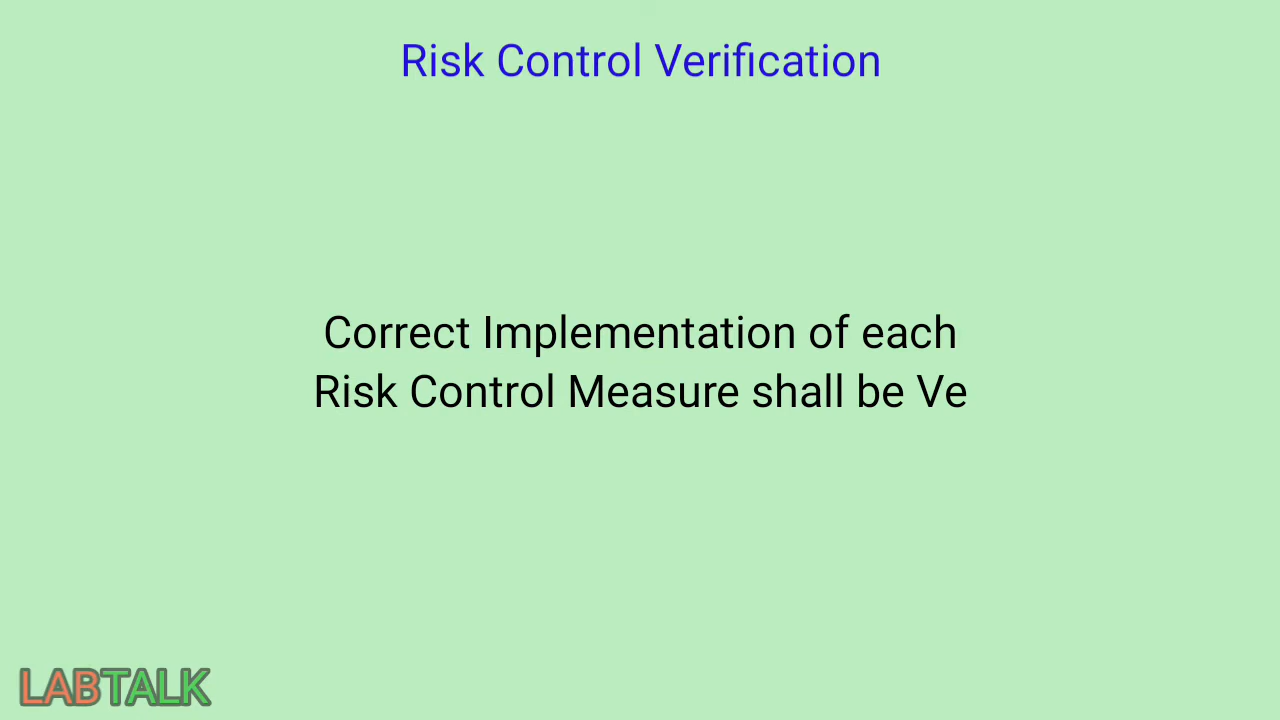 Risk Control Verification
Correct Implementation of each
Risk Control Measure shall be Ve
LABTALK